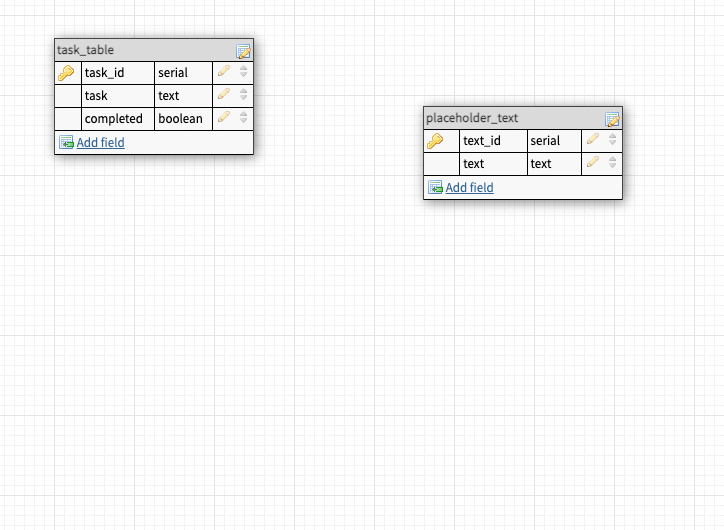 task_table
task_id serial
task text
completed boolean
Add field
placeholder_text
text_id serial
text text
Add field